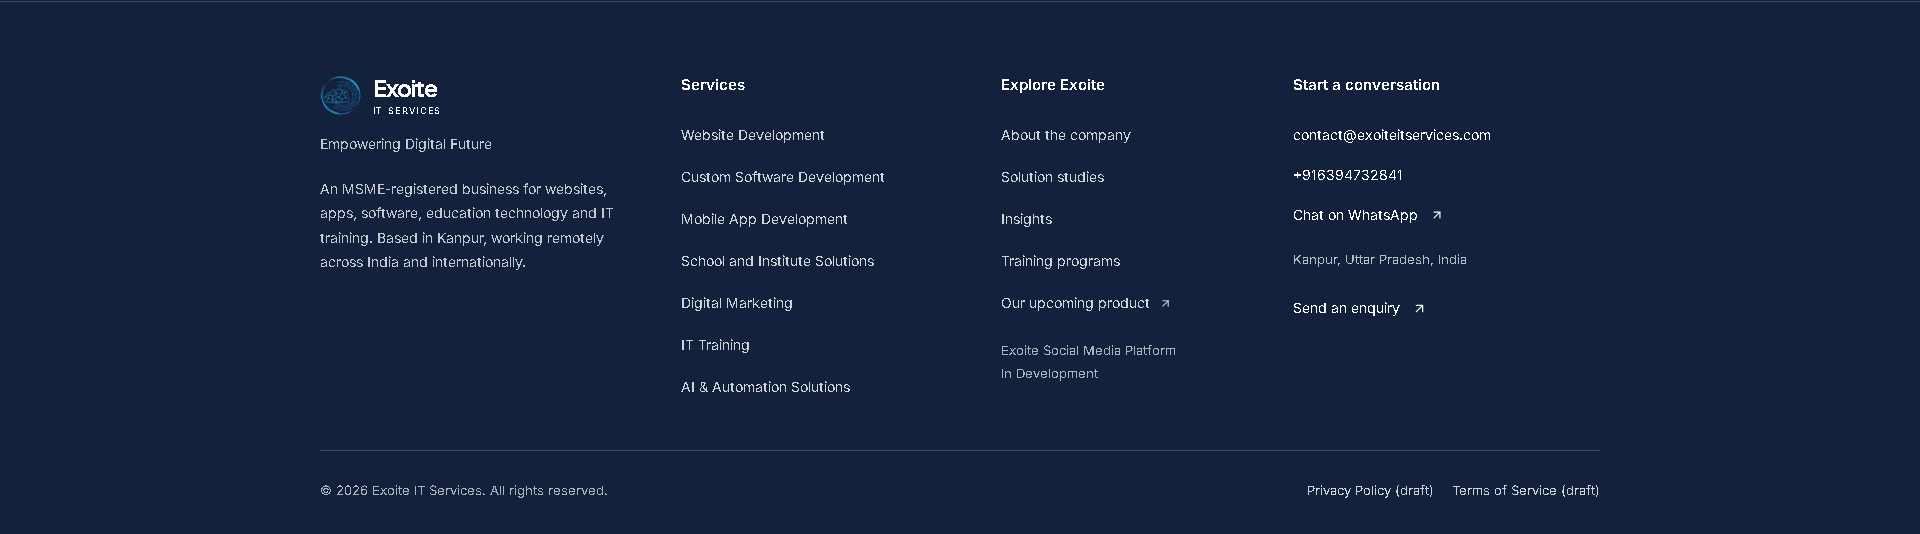 Exoite
IT SERVICES
Empowering Digital Future
An MSME-registered business for websites,
apps, software, education technology and IT
training. Based in Kanpur, working remotely
across India and internationally.
Services
Website Development
Custom Software Development
Mobile App Development
School and Institute Solutions
Digital Marketing
IT Training
AI & Automation Solutions
Explore Exoite
About the company
Solution studies
Insights
Training programs
Our upcoming product ↗
Exoite Social Media Platform
In Development
Start a conversation
contact@exoiteitservices.com
+916394732841
Chat on WhatsApp ↗
Kanpur, Uttar Pradesh, India
Send an enquiry ↗
© 2026 Exoite IT Services. All rights reserved.
Privacy Policy (draft) Terms of Service (draft)